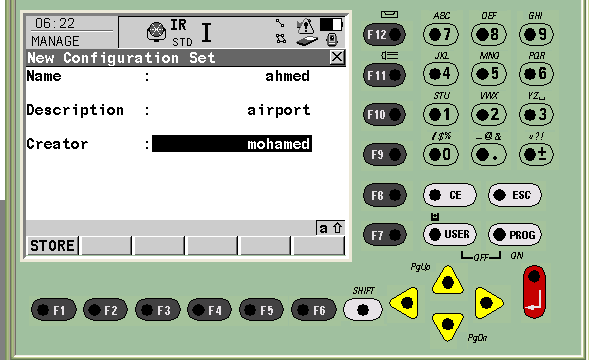 06:22
MANAGE
IR
STD
I
New Configuration Set
Name : ahmed
Description : airport
Creator : mohamed
a
STORE
F1 F2 F3 F4 F5 F6
SHIFT
F12
F11
F10
F9
F8
F7
ABC DEF GHI
7 8 9
JKL MNO PQR
4 5 6
STU VWX YZ
1 2 3
/$% _@& *?!
0 . ±
CE ESC
USER PROG
OFF ON
PgUp
PgDn